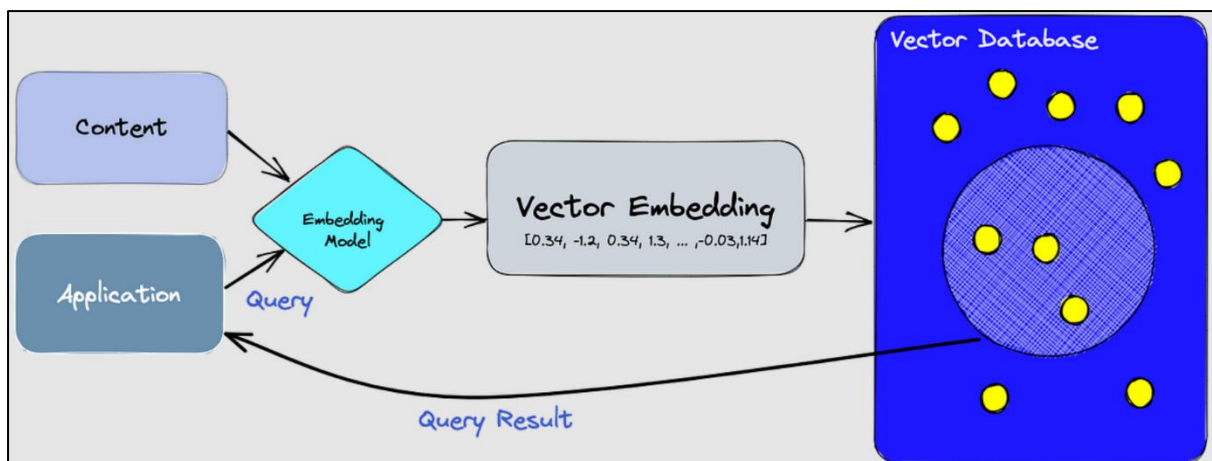 Vector Database
Content
Embedding
Model
Vector Embedding
[0.34, -1.2, 0.34, 1.3, ... ,-0.03,1.14]
Application
Query
Query Result